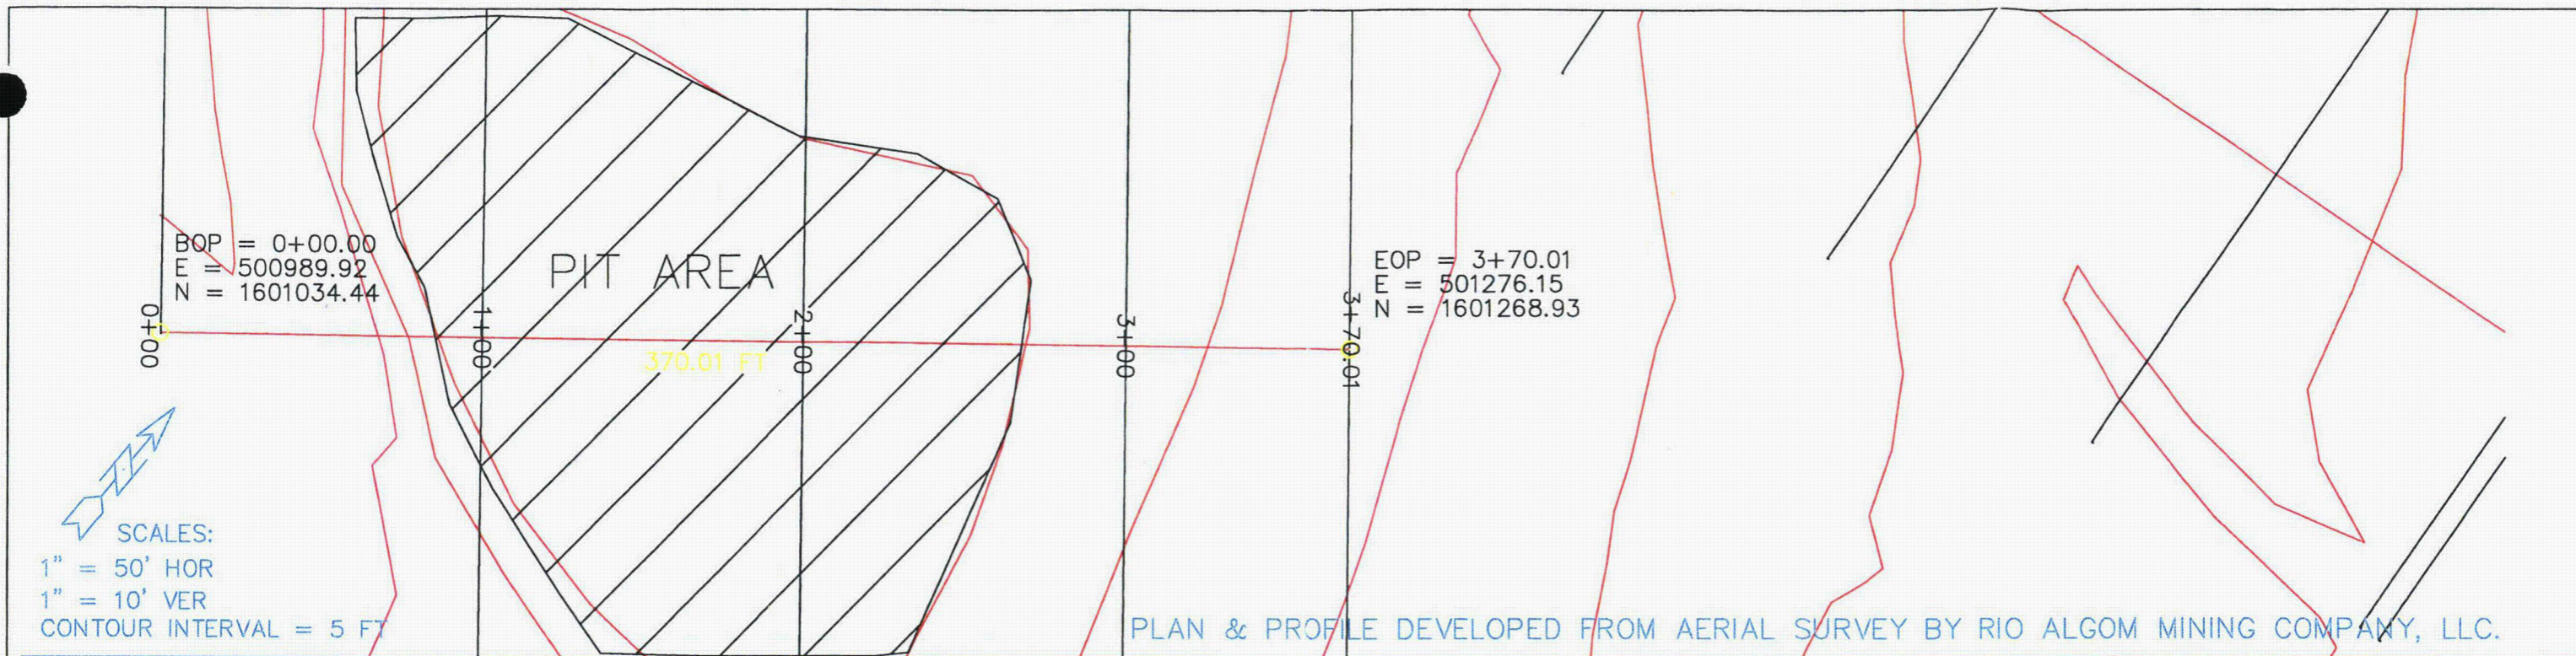 BOP = 0+00.00
E = 500989.92
N = 1601034.44
PIT AREA
EOP = 3+70.01
E = 501276.15
N = 1601268.93
0+00
1+00
2+00
3+00
3+70.01
370.01 FT
SCALES:
1" = 50' HOR
1" = 10' VER
CONTOUR INTERVAL = 5 FT
PLAN & PROFILE DEVELOPED FROM AERIAL SURVEY BY RIO ALGOM MINING COMPANY, LLC.